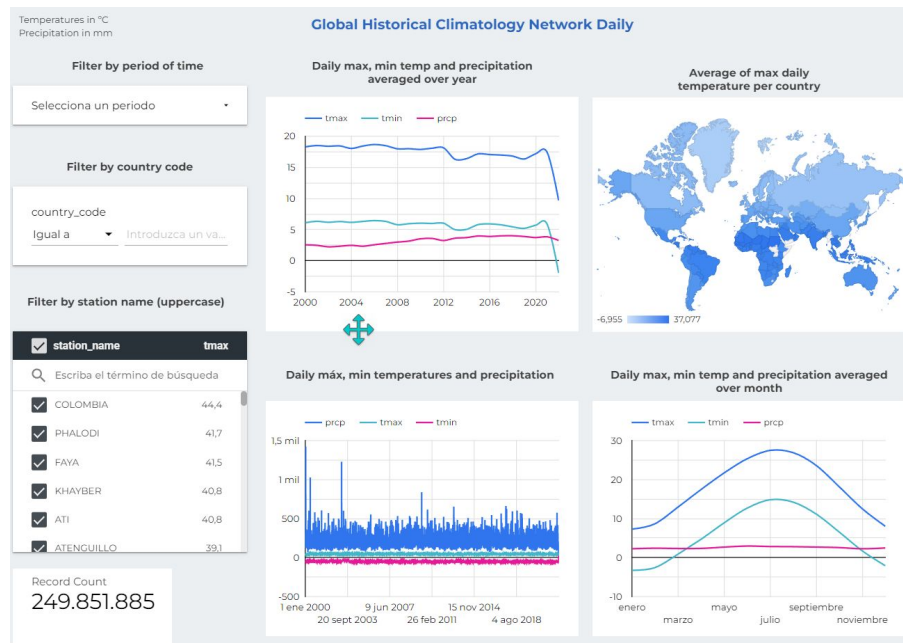 Temperatures in °C
Precipitation in mm
Global Historical Climatology Network Daily
Filter by period of time
Selecciona un periodo
Filter by country code
country_code
Igual a
Introduzca un va...
Filter by station name (uppercase)
station_name tmax
Escriba el término de búsqueda
COLOMBIA 44,4
PHALODI 41,7
FAYA 41,5
KHAYBER 40,8
ATI 40,8
ATENGUILLO 39,1
Record Count
249.851.885
Daily max, min temp and precipitation
averaged over year
tmax tmin prcp
20
15
10
5
0
-5
2000 2004 2008 2012 2016 2020
Average of max daily
temperature per country
-6,955 37,077
Daily máx, min temperatures and precipitation
prcp tmax tmin
1,5 mil
1 mil
500
0
-500
1 ene 2000 9 jun 2007 15 nov 2014
20 sept 2003 26 feb 2011 4 ago 2018
Daily max, min temp and precipitation averaged
over month
tmax tmin prcp
30
20
10
0
-10
enero mayo septiembre
marzo julio noviembre